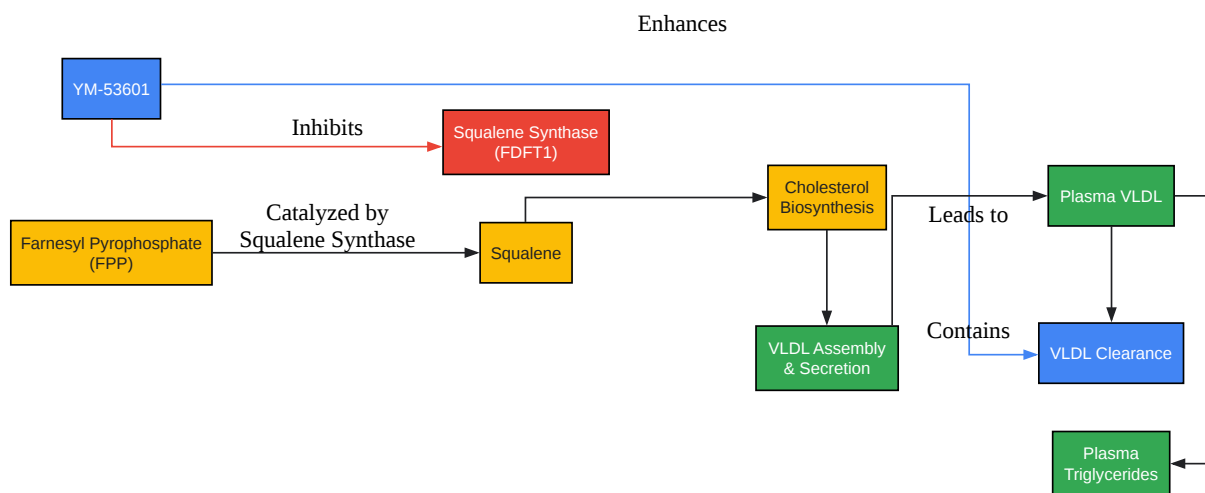 Enhances
YM-53601
Inhibits
Squalene Synthase
(FDFT1)
Cholesterol
Biosynthesis
Plasma VLDL
Leads to
Catalyzed by
Squalene Synthase
Farnesyl Pyrophosphate
(FPP)
Squalene
Contains
VLDL Assembly
& Secretion
VLDL Clearance
Plasma
Triglycerides